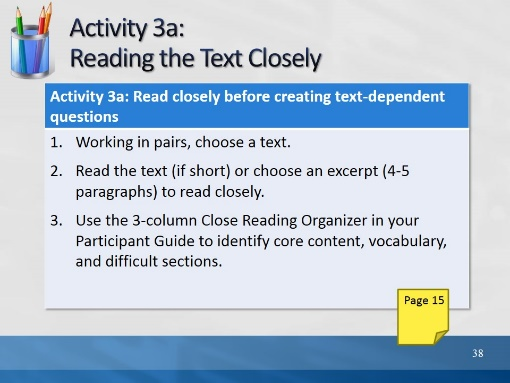 Activity 3a:
Reading the Text Closely
Activity 3a: Read closely before creating text-dependent
questions
1. Working in pairs, choose a text.
2. Read the text (if short) or choose an excerpt (4-5
paragraphs) to read closely.
3. Use the 3-column Close Reading Organizer in your
Participant Guide to identify core content, vocabulary,
and difficult sections.
Page 15
38